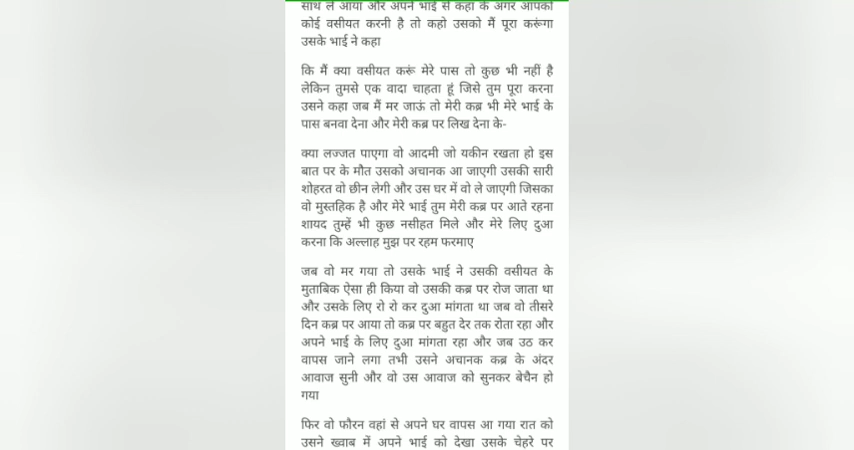 साथ ले आया और अपने भाई से कहा के अगर आपको
कोई वसीयत करनी है तो कहो उसको मैं पूरा करूंगा
उसके भाई ने कहा
कि मैं क्या वसीयत करूं मेरे पास तो कुछ भी नहीं है
लेकिन तुमसे एक वादा चाहता हूं जिसे तुम पूरा करना
उसने कहा जब मैं मर जाऊं तो मेरी कब्र भी मेरे भाई के
पास बनवा देना और मेरी कब्र पर लिख देना के-
क्या लज्जत पाएगा वो आदमी जो यकीन रखता हो इस
बात पर के मौत उसको अचानक आ जाएगी उसकी सारी
शोहरत वो छीन लेगी और उस घर में वो ले जाएगी जिसका
वो मुस्तहिक है और मेरे भाई तुम मेरी कब्र पर आते रहना
शायद तुम्हें भी कुछ नसीहत मिले और मेरे लिए दुआ
करना कि अल्लाह मुझ पर रहम फरमाए
जब वो मर गया तो उसके भाई ने उसकी वसीयत के
मुताबिक ऐसा ही किया वो उसकी कब्र पर रोज जाता था
और उसके लिए रो रो कर दुआ मांगता था जब वो तीसरे
दिन कब्र पर आया तो कब्र पर बहुत देर तक रोता रहा और
अपने भाई के लिए दुआ मांगता रहा और जब उठ कर
वापस जाने लगा तभी उसने अचानक कब्र के अंदर
आवाज सुनी और वो उस आवाज को सुनकर बेचैन हो
गया
फिर वो फौरन वहां से अपने घर वापस आ गया रात को
उसने ख्वाब में अपने भाई को देखा उसके चेहरे पर